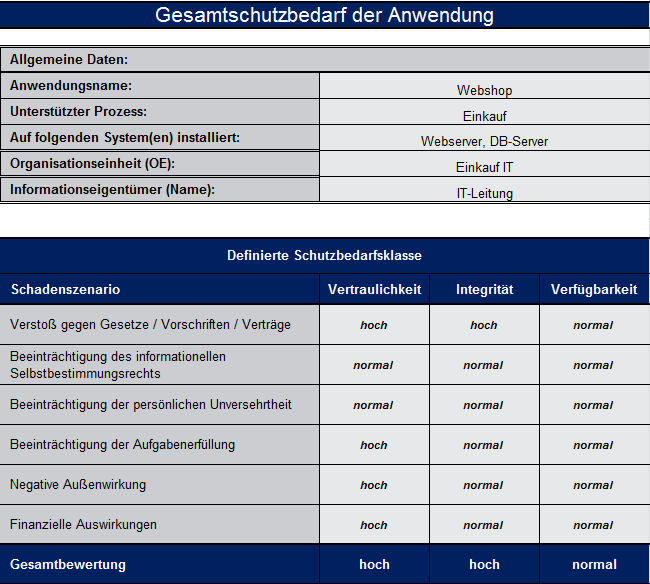 Gesamtschutzbedarf der Anwendung
Allgemeine Daten:
Anwendungsname: Webshop
Unterstützter Prozess: Einkauf
Auf folgenden System(en) installiert: Webserver, DB-Server
Organisationseinheit (OE): Einkauf IT
Informationseigentümer (Name): IT-Leitung
Definierte Schutzbedarfsklasse
Schadenszenario Vertraulichkeit Integrität Verfügbarkeit
Verstoß gegen Gesetze / Vorschriften / Verträge hoch hoch normal
Beeinträchtigung des informationellen
Selbstbestimmungsrechts normal normal normal
Beeinträchtigung der persönlichen Unversehrtheit normal normal normal
Beeinträchtigung der Aufgabenerfüllung hoch normal normal
Negative Außenwirkung hoch normal normal
Finanzielle Auswirkungen hoch normal normal
Gesamtbewertung hoch hoch normal